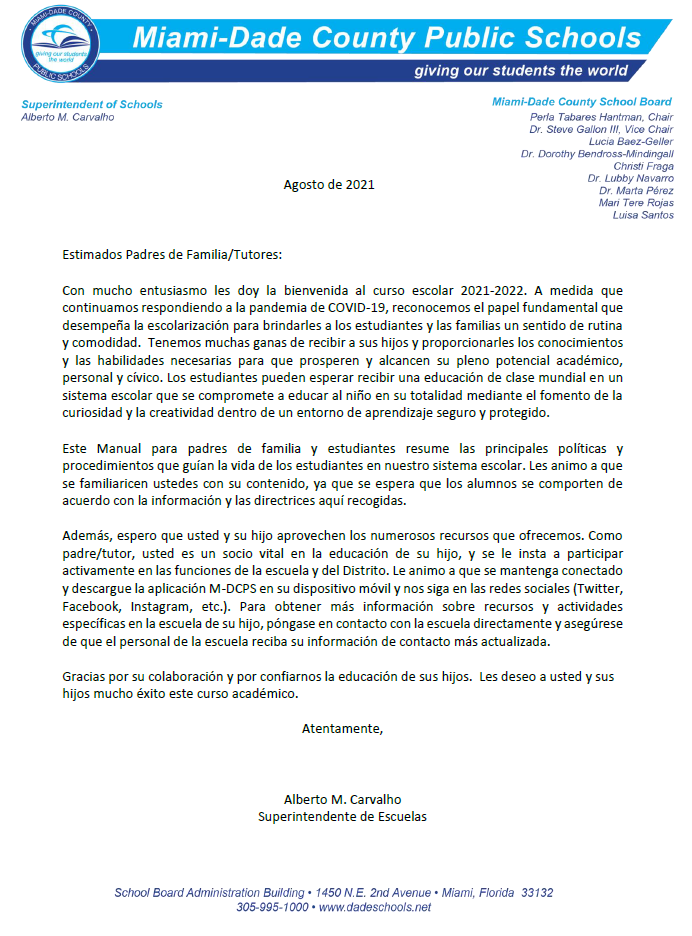 MIAMI-DADE COUNTY
giving our students
the world
PUBLIC SCHOOLS
Miami-Dade County Public Schools
giving our students the world
Superintendent of Schools
Alberto M. Carvalho
Miami-Dade County School Board
Perla Tabares Hantman, Chair
Dr. Steve Gallon III, Vice Chair
Lucia Baez-Geller
Dr. Dorothy Bendross-Mindingall
Christi Fraga
Dr. Lubby Navarro
Dr. Marta Pérez
Mari Tere Rojas
Luisa Santos
Agosto de 2021
Estimados Padres de Familia/Tutores:
Con mucho entusiasmo les doy la bienvenida al curso escolar 2021-2022. A medida que
continuamos respondiendo a la pandemia de COVID-19, reconocemos el papel fundamental que
desempeña la escolarización para brindarles a los estudiantes y las familias un sentido de rutina
y comodidad. Tenemos muchas ganas de recibir a sus hijos y proporcionarles los conocimientos
y las habilidades necesarias para que prosperen y alcancen su pleno potencial académico,
personal y cívico. Los estudiantes pueden esperar recibir una educación de clase mundial en un
sistema escolar que se compromete a educar al niño en su totalidad mediante el fomento de la
curiosidad y la creatividad dentro de un entorno de aprendizaje seguro y protegido.
Este Manual para padres de familia y estudiantes resume las principales políticas y
procedimientos que guían la vida de los estudiantes en nuestro sistema escolar. Les animo a que
se familiaricen ustedes con su contenido, ya que se espera que los alumnos se comporten de
acuerdo con la información y las directrices aquí recogidas.
Además, espero que usted y su hijo aprovechen los numerosos recursos que ofrecemos. Como
padre/tutor, usted es un socio vital en la educación de su hijo, y se le insta a participar
activamente en las funciones de la escuela y del Distrito. Le animo a que se mantenga conectado
y descargue la aplicación M-DCPS en su dispositivo móvil y nos siga en las redes sociales (Twitter,
Facebook, Instagram, etc.). Para obtener más información sobre recursos y actividades
específicas en la escuela de su hijo, póngase en contacto con la escuela directamente y asegúrese
de que el personal de la escuela reciba su información de contacto más actualizada.
Gracias por su colaboración y por confiarnos la educación de sus hijos. Les deseo a usted y sus
hijos mucho éxito este curso académico.
Atentamente,
Alberto M. Carvalho
Superintendente de Escuelas
School Board Administration Building • 1450 N.E. 2nd Avenue • Miami, Florida 33132
305-995-1000 • www.dadeschools.net